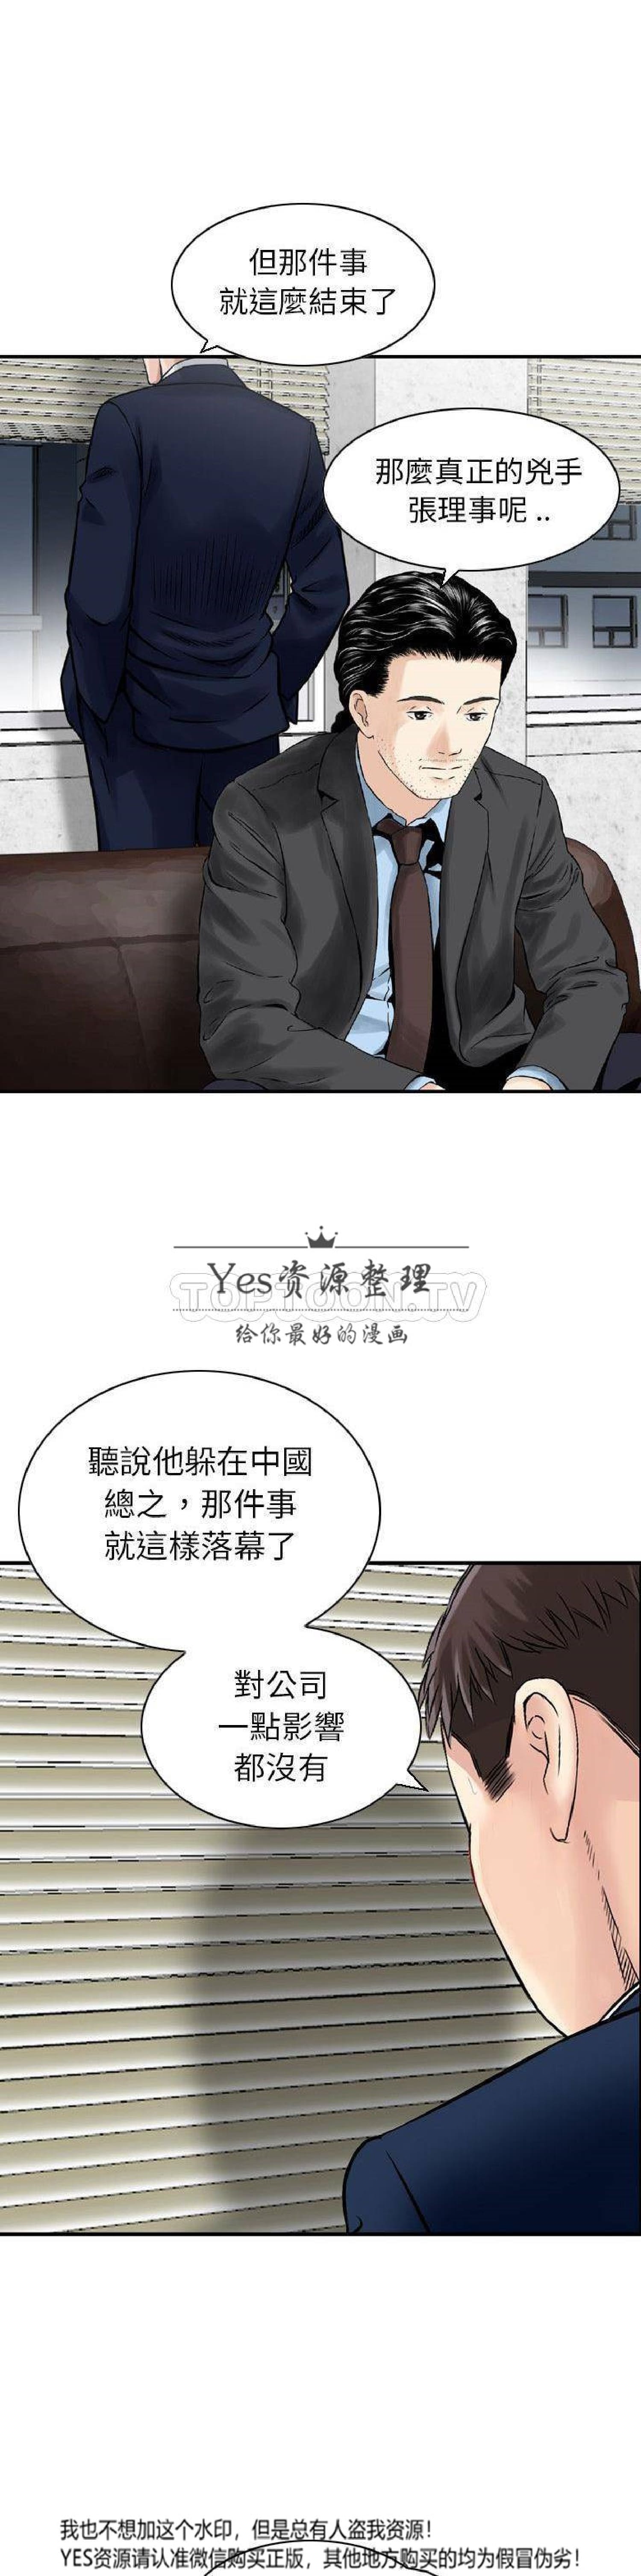 但那件事
就這麼結束了
那麼真正的兇手
張理事呢 ..
Yes资源整理
TOPTOON.TV
给你最好的漫画
聽說他躲在中國
總之，那件事
就這樣落幕了
對公司
一點影響
都沒有
我也不想加这个水印，但是总有人盗我资源！
YES资源请认准微信购买正版，其他地方购买的均为假冒伪劣！